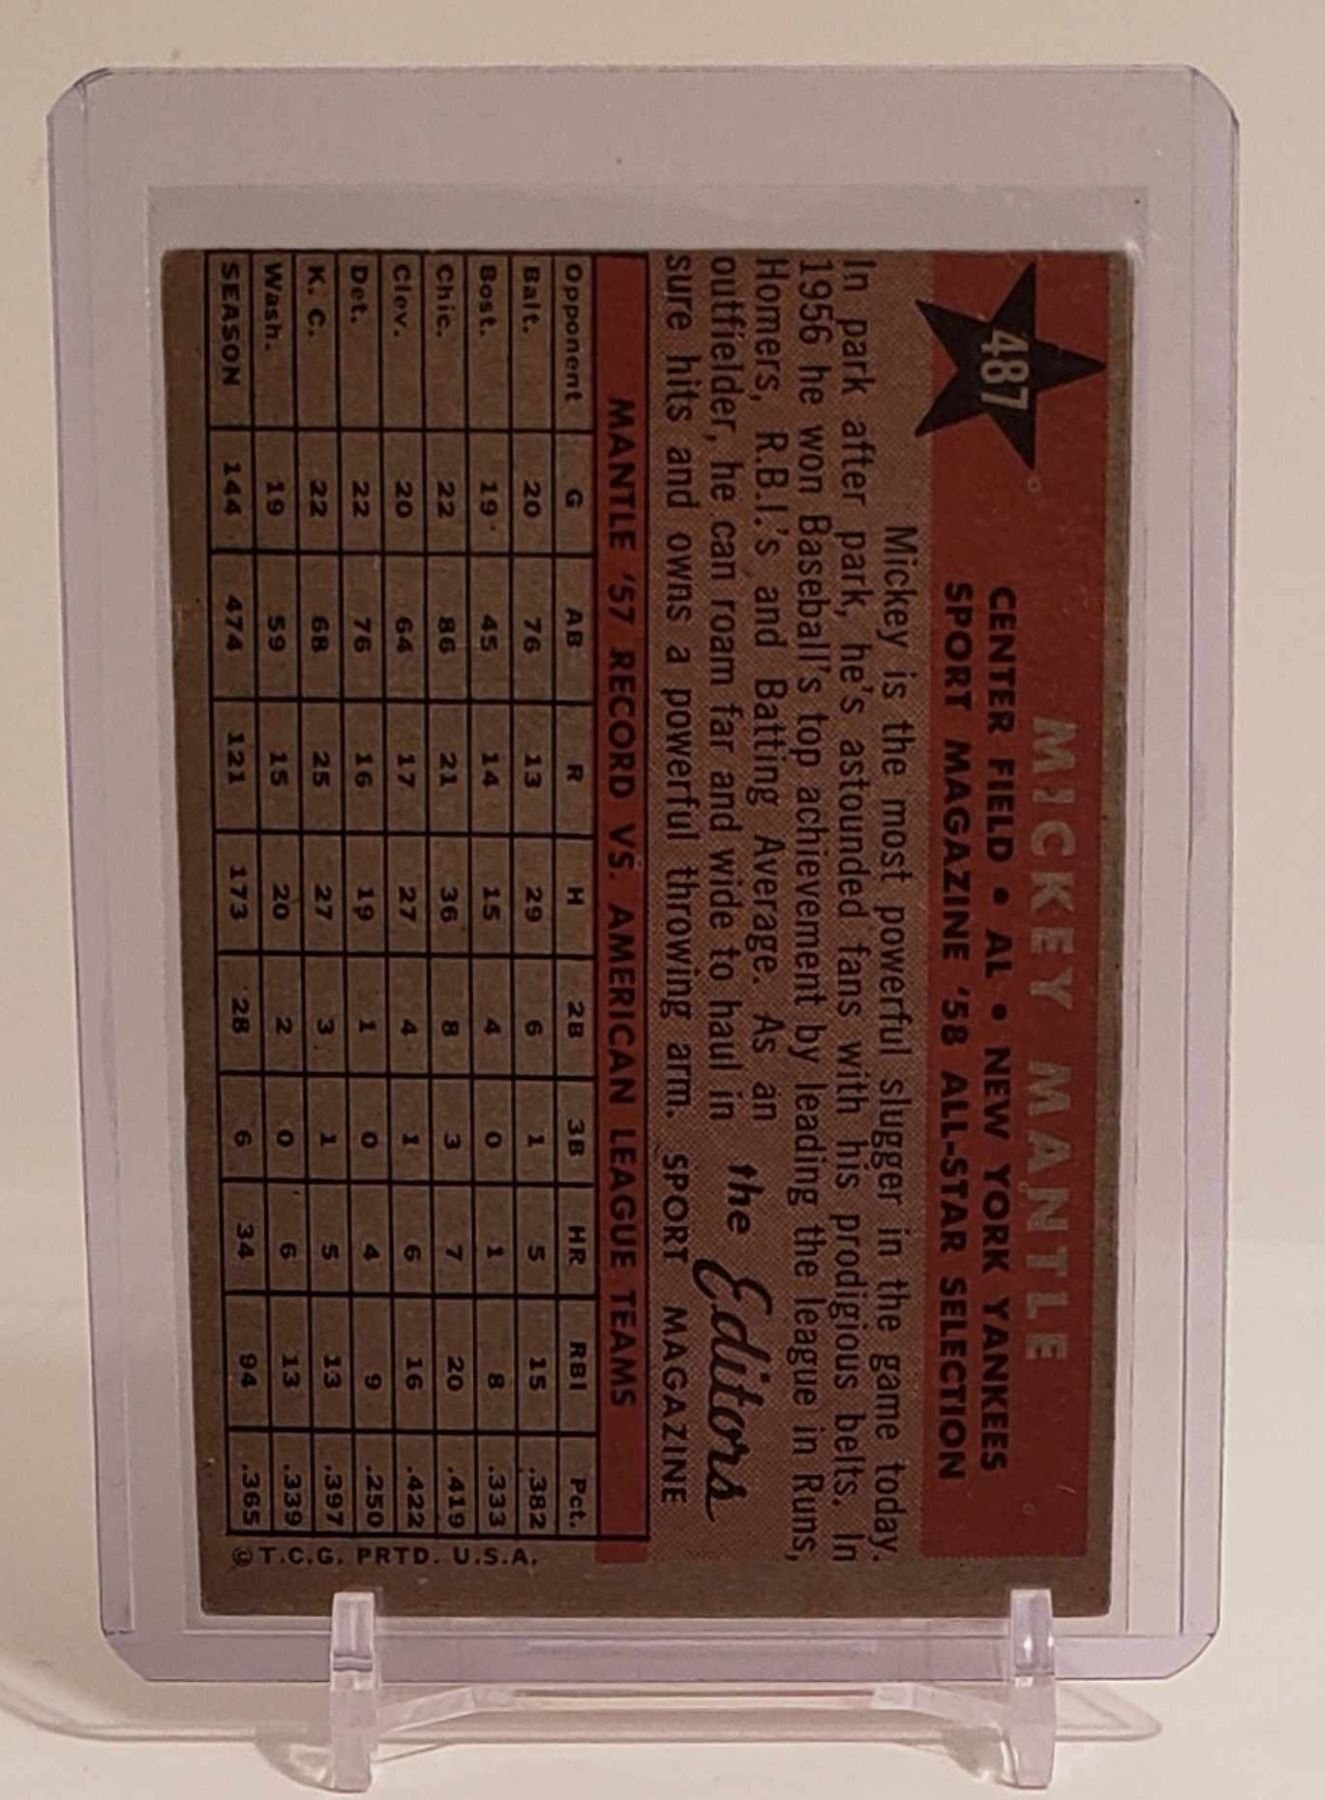 487
MICKEY MANTLE
CENTER FIELD • AL • NEW YORK YANKEES
SPORT MAGAZINE '58 ALL-STAR SELECTION
Mickey is the most powerful slugger in the game today.
In park after park, he's astounded fans with his prodigious belts. In
1956 he won Baseball's top achievement by leading the league in Runs,
Homers, R.B.I.'s and Batting Average. As an
outfielder, he can roam far and wide to haul in
sure hits and owns a powerful throwing arm.
the Editors
SPORT MAGAZINE
MANTLE '57 RECORD VS. AMERICAN LEAGUE TEAMS
Opponent G AB R H 2B 3B HR RBI Pct.
Balt. 20 76 13 29 6 1 5 15 .382
Bost. 19 45 14 15 4 0 1 8 .333
Chic. 22 86 21 36 8 3 7 20 .419
Clev. 20 64 17 27 4 1 6 16 .422
Det. 22 76 16 19 1 0 4 9 .250
K. C. 22 68 25 27 3 1 5 13 .397
Wash. 19 59 15 20 2 0 6 13 .339
SEASON 144 474 121 173 28 6 34 94 .365
© T.C.G. PRTD. U.S.A.